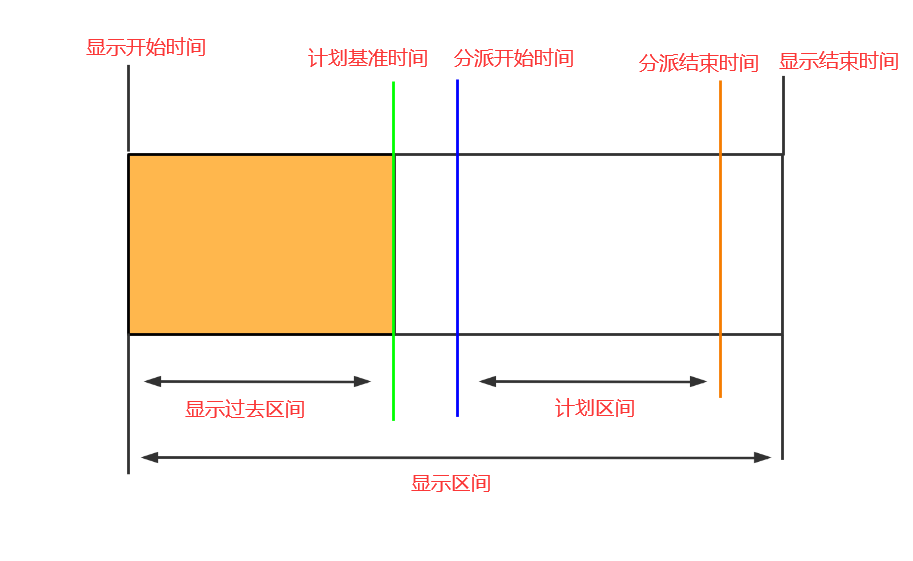 显示开始时间
计划基准时间
分派开始时间
分派结束时间
显示结束时间
显示过去区间
计划区间
显示区间